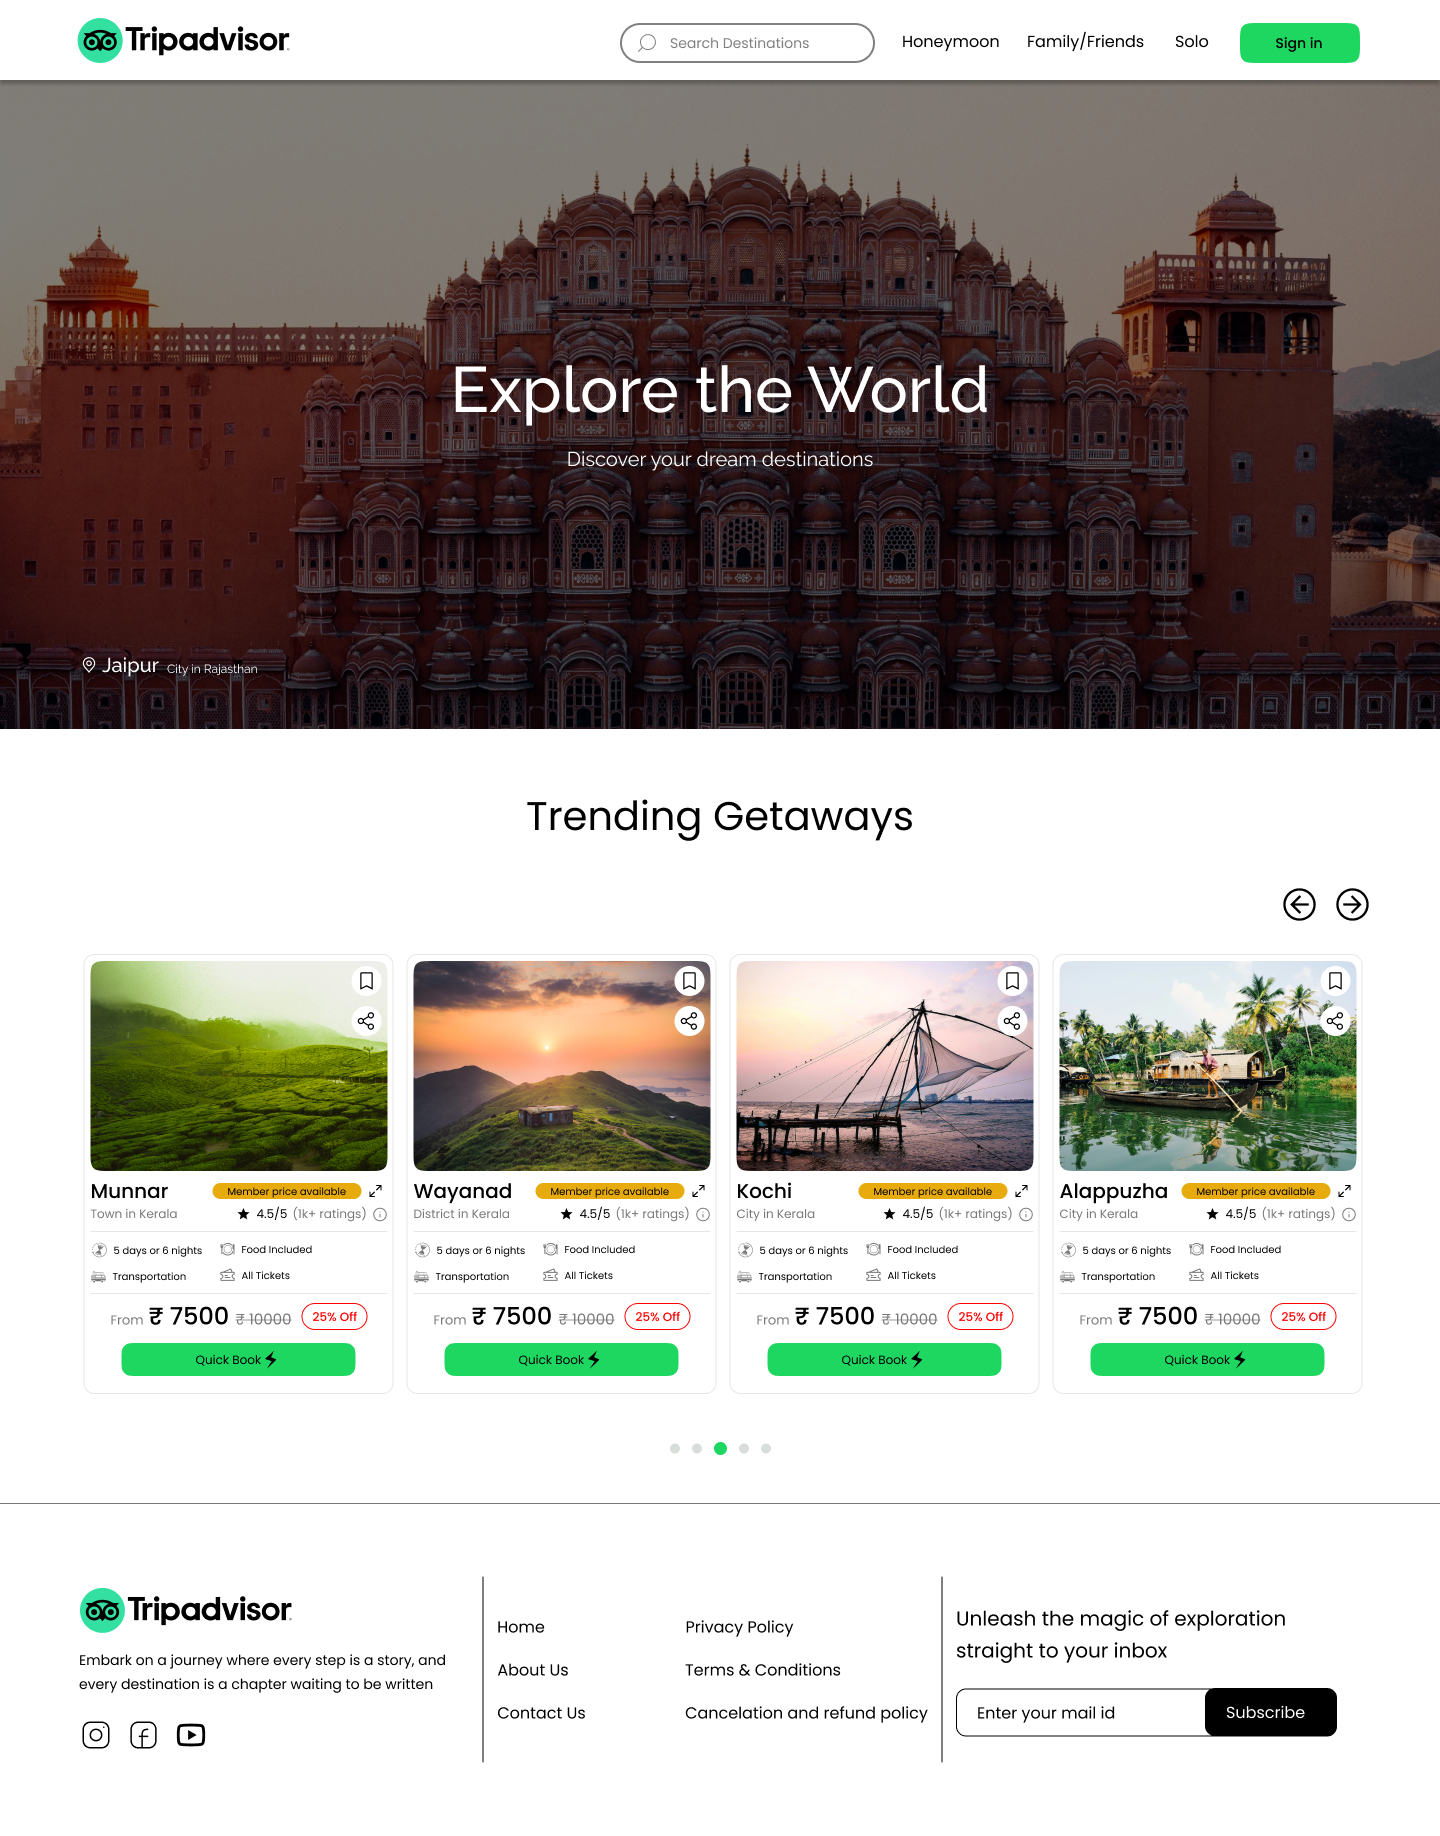 Tripadvisor
Search Destinations
Honeymoon
Family/Friends
Solo
Sign in
Explore the World
Discover your dream destinations
Jaipur City in Rajasthan
Trending Getaways
Munnar
Member price available
Town in Kerala
4.5/5 (1k+ ratings)
5 days or 6 nights
Food Included
Transportation
All Tickets
From ₹ 7500 ₹ 10000 25% Off
Quick Book
Wayanad
Member price available
District in Kerala
4.5/5 (1k+ ratings)
5 days or 6 nights
Food Included
Transportation
All Tickets
From ₹ 7500 ₹ 10000 25% Off
Quick Book
Kochi
Member price available
City in Kerala
4.5/5 (1k+ ratings)
5 days or 6 nights
Food Included
Transportation
All Tickets
From ₹ 7500 ₹ 10000 25% Off
Quick Book
Alappuzha
Member price available
City in Kerala
4.5/5 (1k+ ratings)
5 days or 6 nights
Food Included
Transportation
All Tickets
From ₹ 7500 ₹ 10000 25% Off
Quick Book
Tripadvisor
Embark on a journey where every step is a story, and
every destination is a chapter waiting to be written
Home
About Us
Contact Us
Privacy Policy
Terms & Conditions
Cancelation and refund policy
Unleash the magic of exploration
straight to your inbox
Enter your mail id
Subscribe